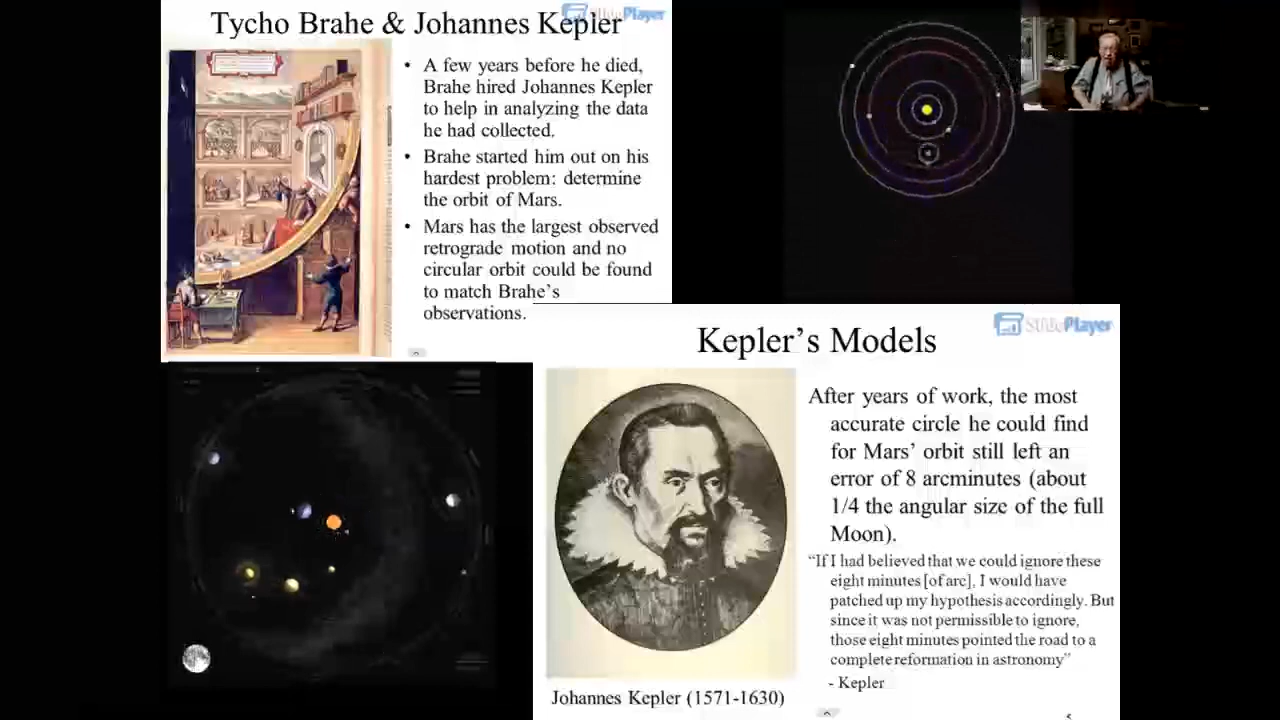 Tycho Brahe & Johannes Kepler
SlidePlayer
• A few years before he died,
Brahe hired Johannes Kepler
to help in analyzing the data
he had collected.
• Brahe started him out on his
hardest problem: determine
the orbit of Mars.
• Mars has the largest observed
retrograde motion and no
circular orbit could be found
to match Brahe’s
observations.
SlidePlayer
Kepler’s Models
After years of work, the most
accurate circle he could find
for Mars’ orbit still left an
error of 8 arcminutes (about
1/4 the angular size of the full
Moon).
“If I had believed that we could ignore these
eight minutes [of arc], I would have
patched up my hypothesis accordingly. But
since it was not permissible to ignore,
those eight minutes pointed the road to a
complete reformation in astronomy”
- Kepler
Johannes Kepler (1571-1630)